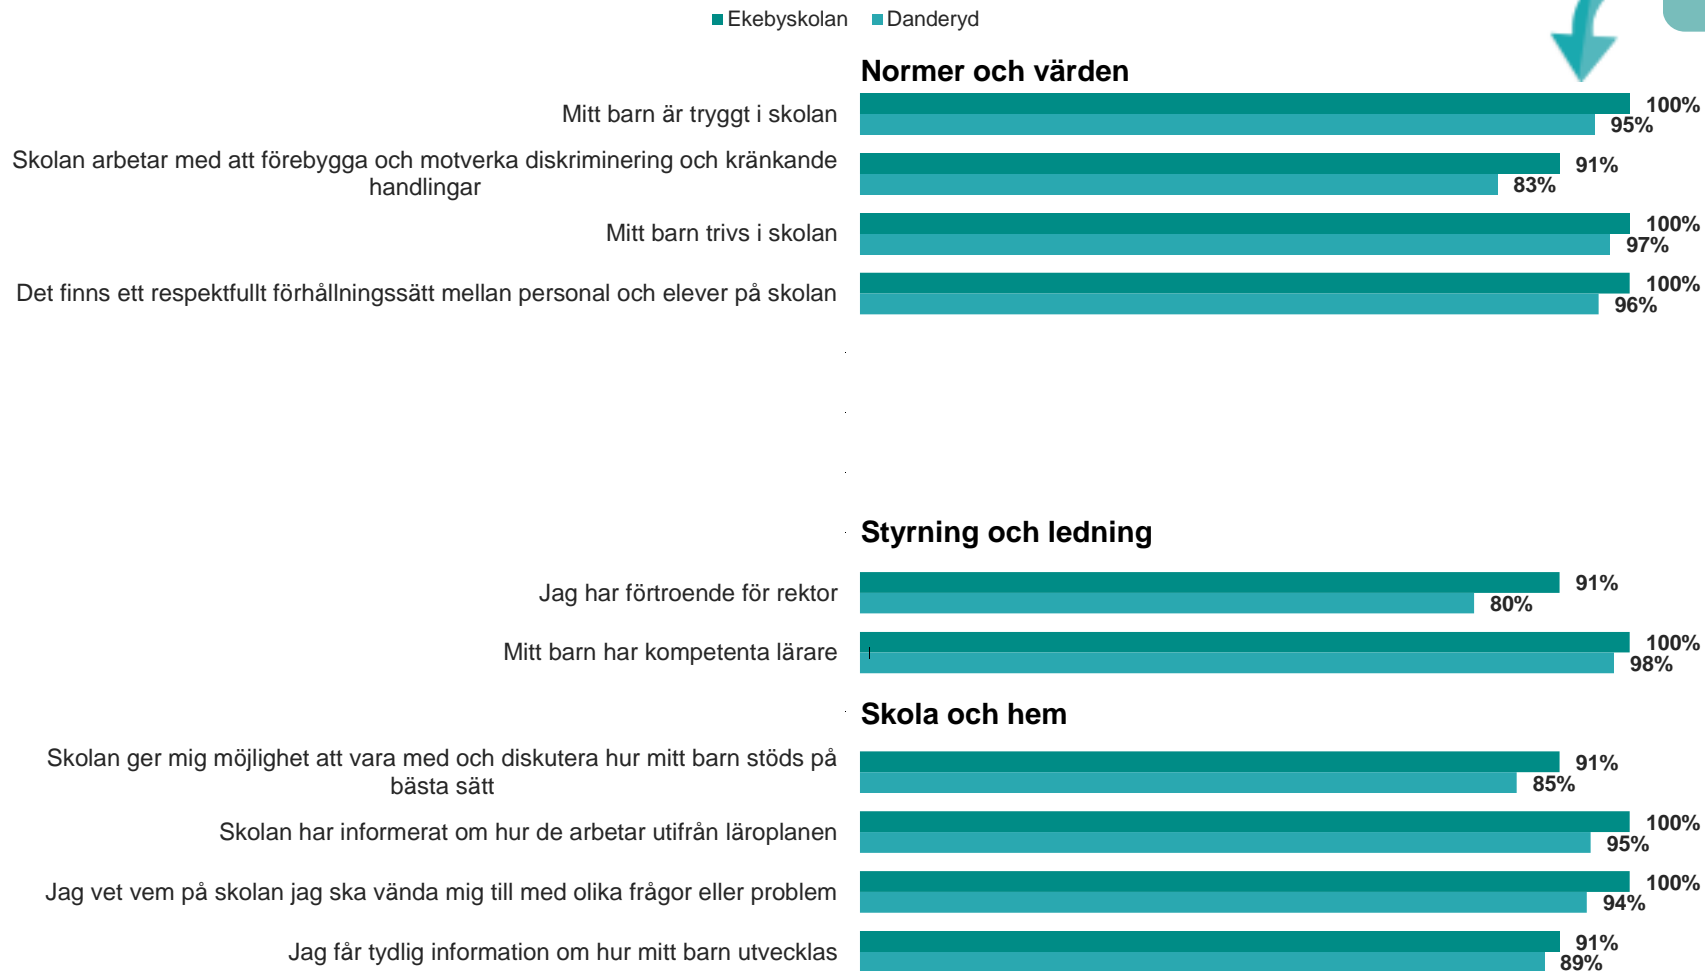 Ekebyskolan Danderyd
Normer och värden
Mitt barn är tryggt i skolan
100%
95%
Skolan arbetar med att förebygga och motverka diskriminering och kränkande
handlingar
91%
83%
Mitt barn trivs i skolan
100%
97%
Det finns ett respektfullt förhållningssätt mellan personal och elever på skolan
100%
96%
Styrning och ledning
Jag har förtroende för rektor
91%
80%
Mitt barn har kompetenta lärare
100%
98%
Skola och hem
Skolan ger mig möjlighet att vara med och diskutera hur mitt barn stöds på
bästa sätt
91%
85%
Skolan har informerat om hur de arbetar utifrån läroplanen
100%
95%
Jag vet vem på skolan jag ska vända mig till med olika frågor eller problem
100%
94%
Jag får tydlig information om hur mitt barn utvecklas
91%
89%